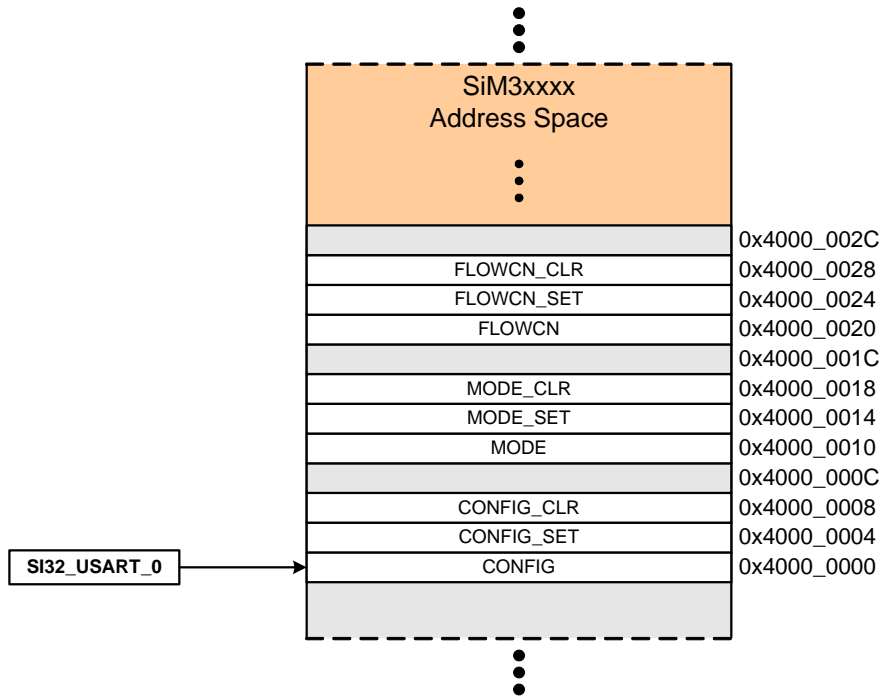 SiM3xxxx
Address Space
0x4000_002C
FLOWCN_CLR 0x4000_0028
FLOWCN_SET 0x4000_0024
FLOWCN 0x4000_0020
0x4000_001C
MODE_CLR 0x4000_0018
MODE_SET 0x4000_0014
MODE 0x4000_0010
0x4000_000C
CONFIG_CLR 0x4000_0008
CONFIG_SET 0x4000_0004
SI32_USART_0 CONFIG 0x4000_0000